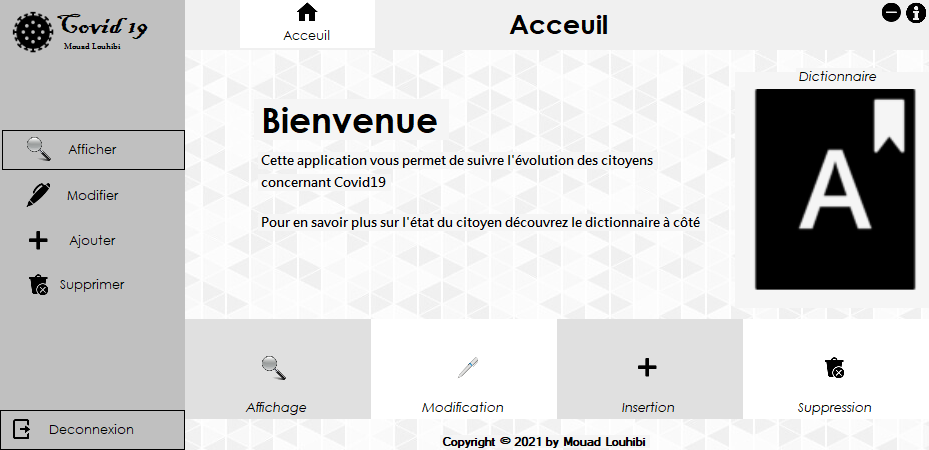 Covid 19
Mouad Louhibi
Acceuil
Acceuil
Dictionnaire
A
Afficher
Modifier
Ajouter
Supprimer
Deconnexion
Bienvenue
Cette application vous permet de suivre l'évolution des citoyens
concernant Covid19
Pour en savoir plus sur l'état du citoyen découvrez le dictionnaire à côté
Affichage
Modification
Insertion
Suppression
Copyright © 2021 by Mouad Louhibi